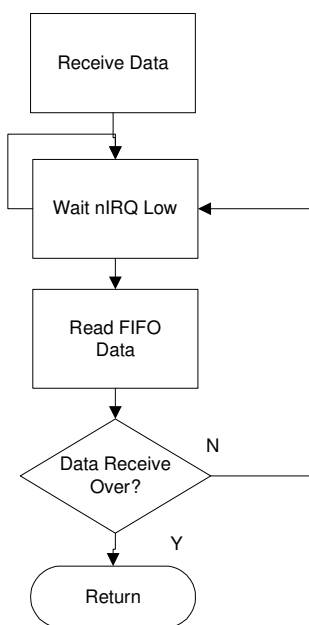 Receive Data
Wait nIRQ Low
Read FIFO
Data
Data Receive
Over?
N
Y
Return